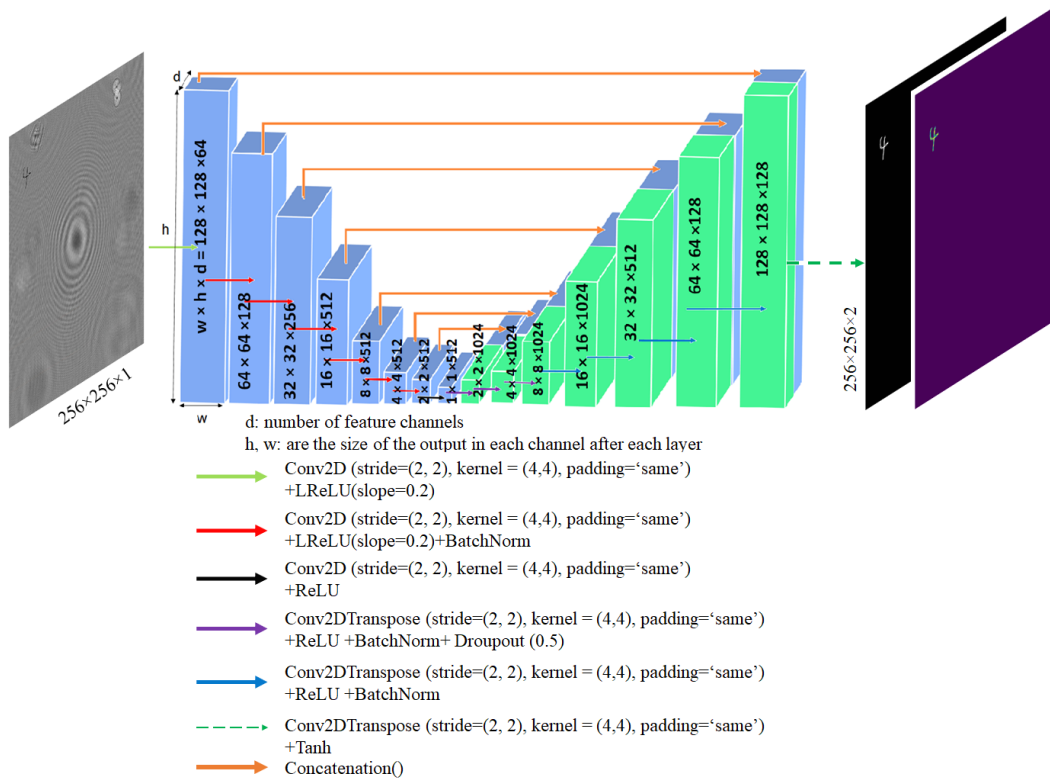 d
h
w
256×256×1
w × h × d = 128 × 128 ×64
64 × 64 ×128
32 × 32 ×256
16 × 16 ×512
8 × 8 ×512
4 × 4 ×512
2 × 2 ×512
1 × 1 ×512
2 × 2 ×1024
4 × 4 ×1024
8 × 8 ×1024
16 × 16 ×1024
32 × 32 ×512
64 × 64 ×128
128 × 128 ×128
256×256×2
4
4
4
d: number of feature channels
h, w: are the size of the output in each channel after each layer
Conv2D (stride=(2, 2), kernel = (4,4), padding=‘same’)
+LReLU(slope=0.2)
Conv2D (stride=(2, 2), kernel = (4,4), padding=‘same’)
+LReLU(slope=0.2)+BatchNorm
Conv2D (stride=(2, 2), kernel = (4,4), padding=‘same’)
+ReLU
Conv2DTranspose (stride=(2, 2), kernel = (4,4), padding=‘same’)
+ReLU +BatchNorm+ Droupout (0.5)
Conv2DTranspose (stride=(2, 2), kernel = (4,4), padding=‘same’)
+ReLU +BatchNorm
Conv2DTranspose (stride=(2, 2), kernel = (4,4), padding=‘same’)
+Tanh
Concatenation()